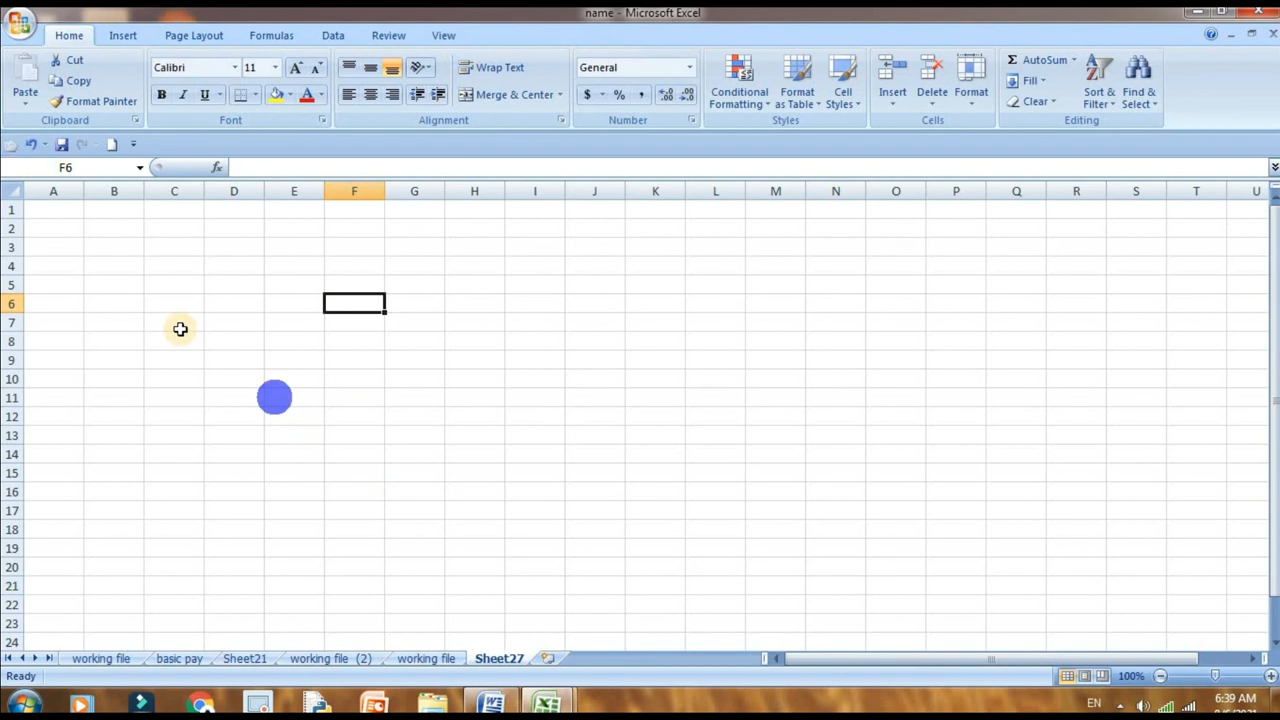 name - Microsoft Excel
Home Insert Page Layout Formulas Data Review View
Paste
Cut
Copy
Format Painter
Clipboard
Calibri 11
B I U
Font
Wrap Text
Merge & Center
Alignment
General
$ % ,
Number
Conditional Formatting
Format as Table
Cell Styles
Styles
Insert Delete Format
Cells
Σ AutoSum
Fill
Clear
Sort & Filter
Find & Select
Editing
F6 fx
A B C D E F G H I J K L M N O P Q R S T U
1
2
3
4
5
6
7
8
9
10
11
12
13
14
15
16
17
18
19
20
21
22
23
24
working file basic pay Sheet21 working file (2) working file Sheet27
Ready 100%
EN 6:39 AM